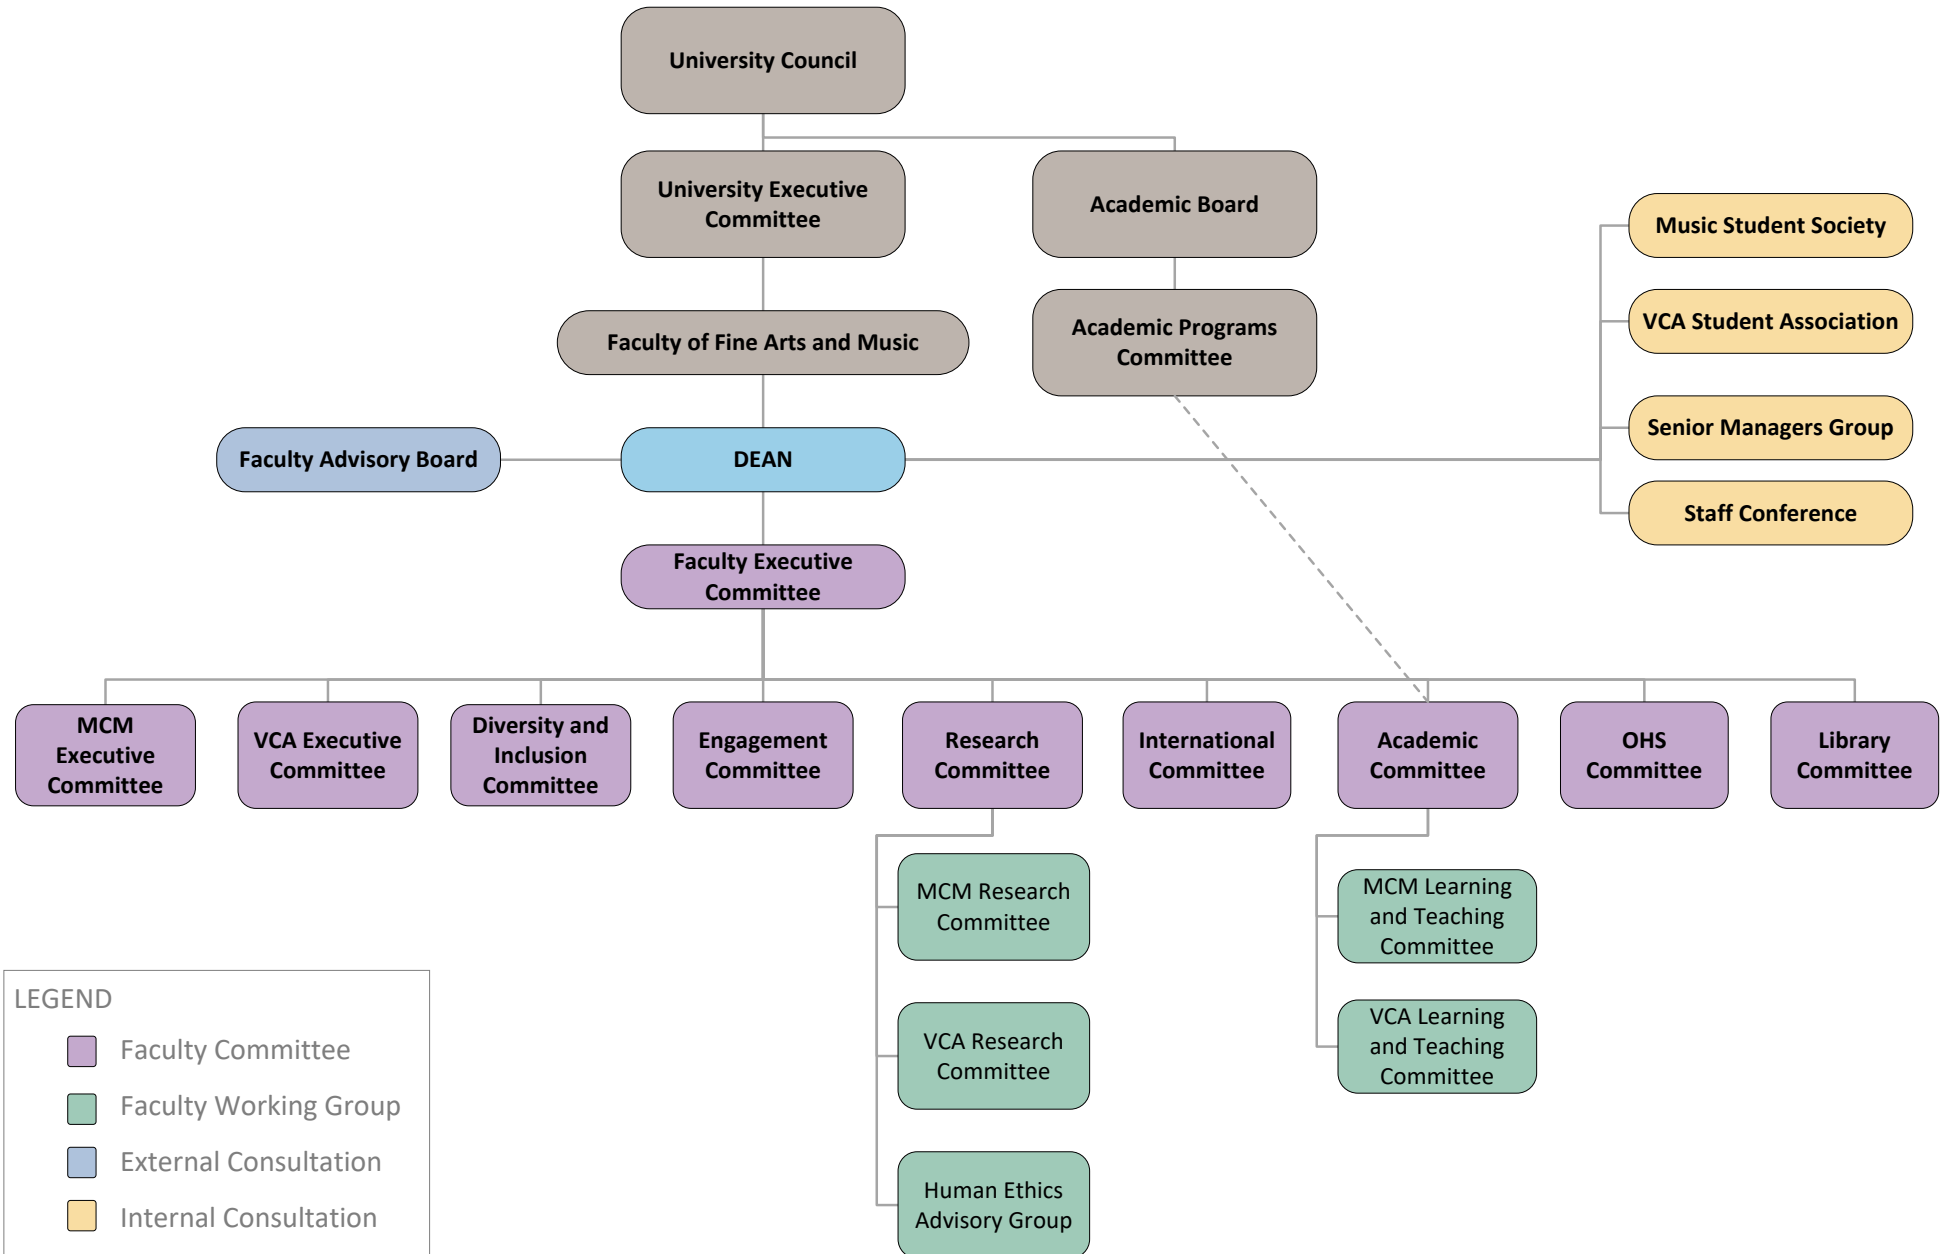 University Council
University Executive
Committee
Academic Board
Music Student Society
VCA Student Association
Faculty of Fine Arts and Music
Academic Programs
Committee
Senior Managers Group
Faculty Advisory Board
DEAN
Staff Conference
Faculty Executive
Committee
MCM
Executive
Committee
VCA Executive
Committee
Diversity and
Inclusion
Committee
Engagement
Committee
Research
Committee
International
Committee
Academic
Committee
OHS
Committee
Library
Committee
MCM Research
Committee
VCA Research
Committee
Human Ethics
Advisory Group
MCM Learning
and Teaching
Committee
VCA Learning
and Teaching
Committee
LEGEND
Faculty Committee
Faculty Working Group
External Consultation
Internal Consultation